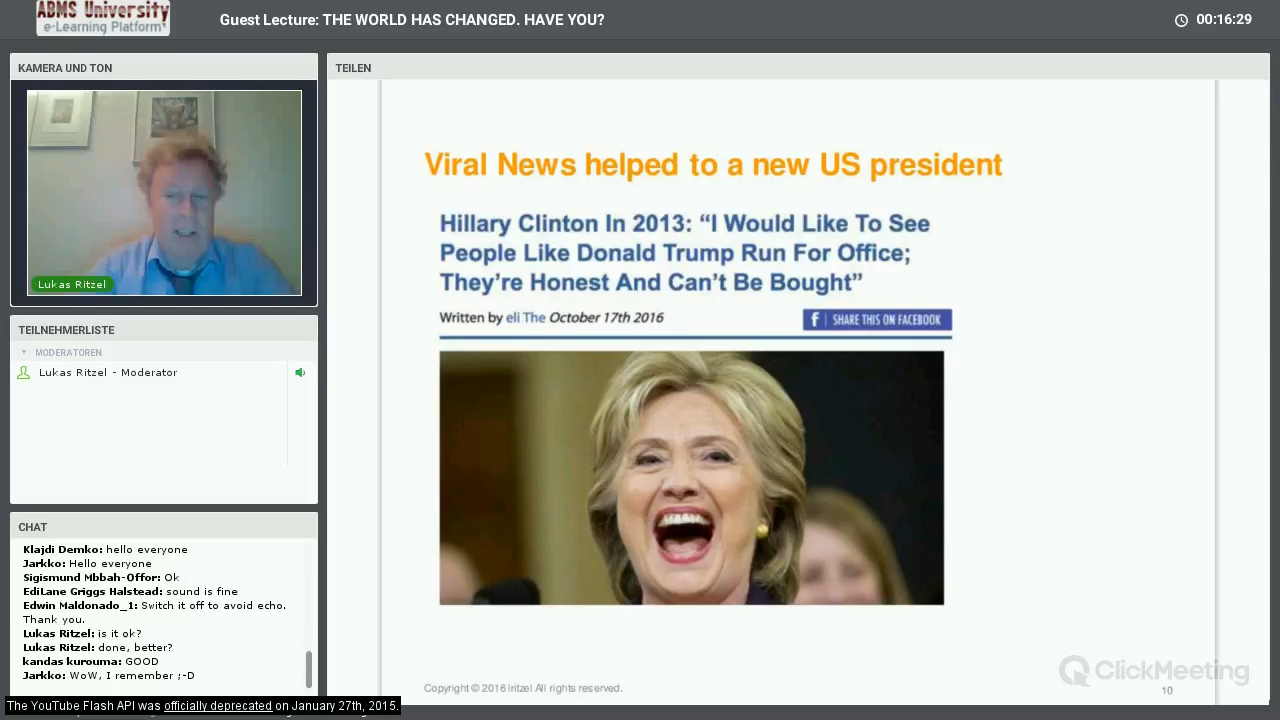 ABMS University
e-Learning Platform
Guest Lecture: THE WORLD HAS CHANGED. HAVE YOU?
00:16:29
KAMERA UND TON
Lukas Ritzel
TEILNEHMERLISTE
MODERATOREN
Lukas Ritzel - Moderator
CHAT
Klajdi Demko: hello everyone
Jarkko: Hello everyone
Sigismund Mbbah-Offor: Ok
EdiLane Griggs Halstead: sound is fine
Edwin Maldonado_1: Switch it off to avoid echo.
Thank you.
Lukas Ritzel: is it ok?
Lukas Ritzel: done, better?
kandas kurouma: GOOD
Jarkko: WoW, I remember ;-D
The YouTube Flash API was officially deprecated on January 27th, 2015.
TEILEN
Viral News helped to a new US president
Hillary Clinton In 2013: “I Would Like To See
People Like Donald Trump Run For Office;
They’re Honest And Can’t Be Bought”
Written by eli The October 17th 2016
f SHARE THIS ON FACEBOOK
Copyright © 2016 lritzel All rights reserved.
ClickMeeting
10